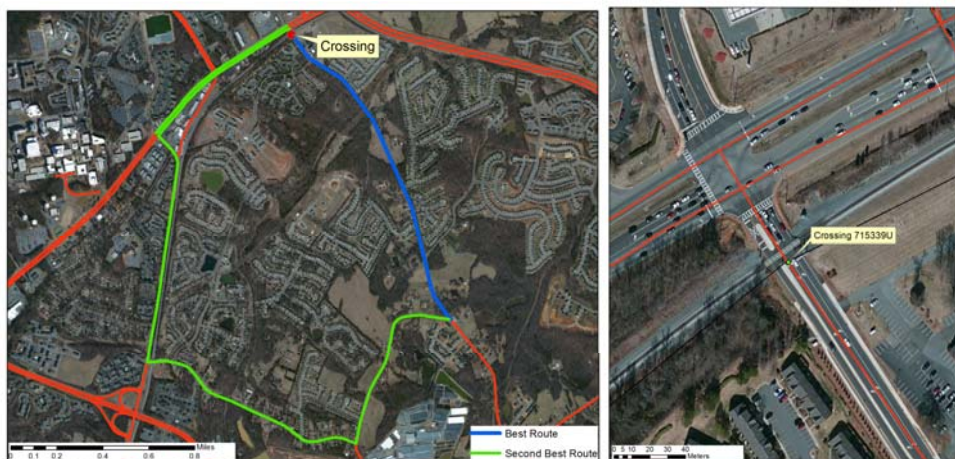 Crossing
Miles
0 0.1 0.2 0.4 0.6 0.8
Best Route
Second Best Route
Crossing 715339U
0 5 10 20 30 40
Meters